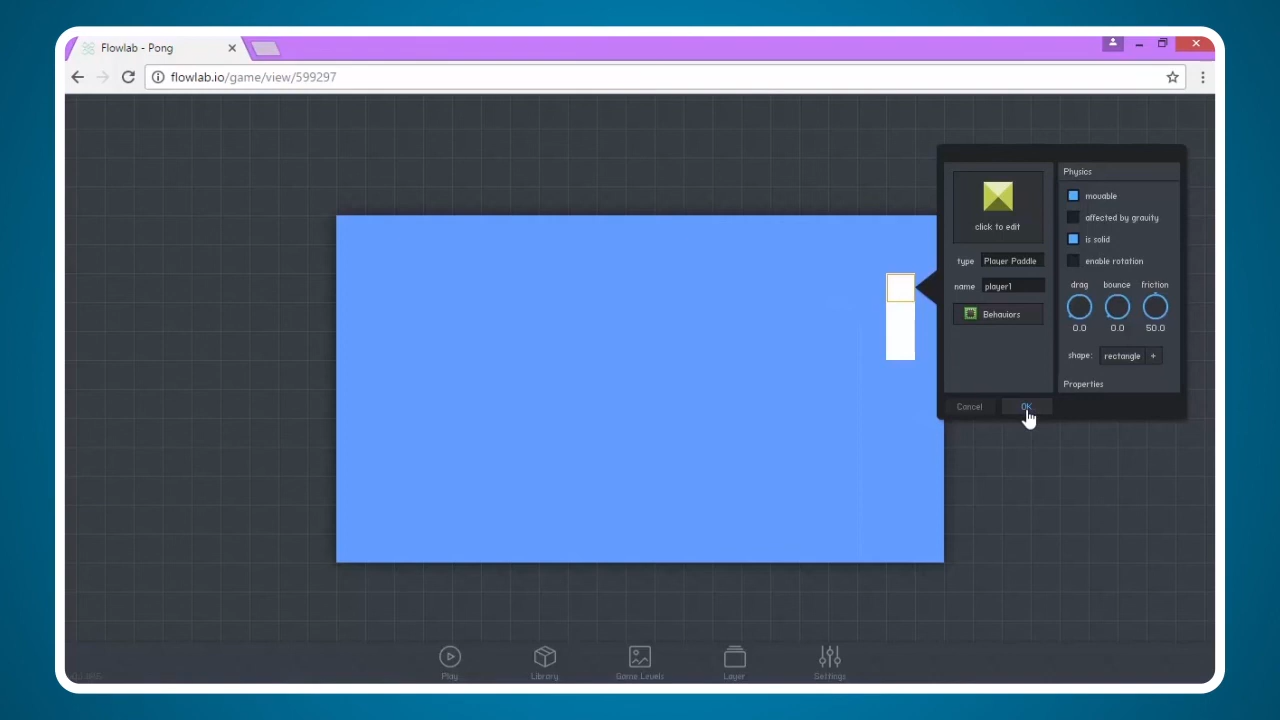 Flowlab - Pong
flowlab.io/game/view/599297
click to edit
type Player Paddle
name player1
Behaviors
Cancel
OK
Physics
movable
affected by gravity
is solid
enable rotation
drag bounce friction
0.0 0.0 50.0
shape: rectangle +
Properties
Play
Library
Game Levels
Layer
Settings